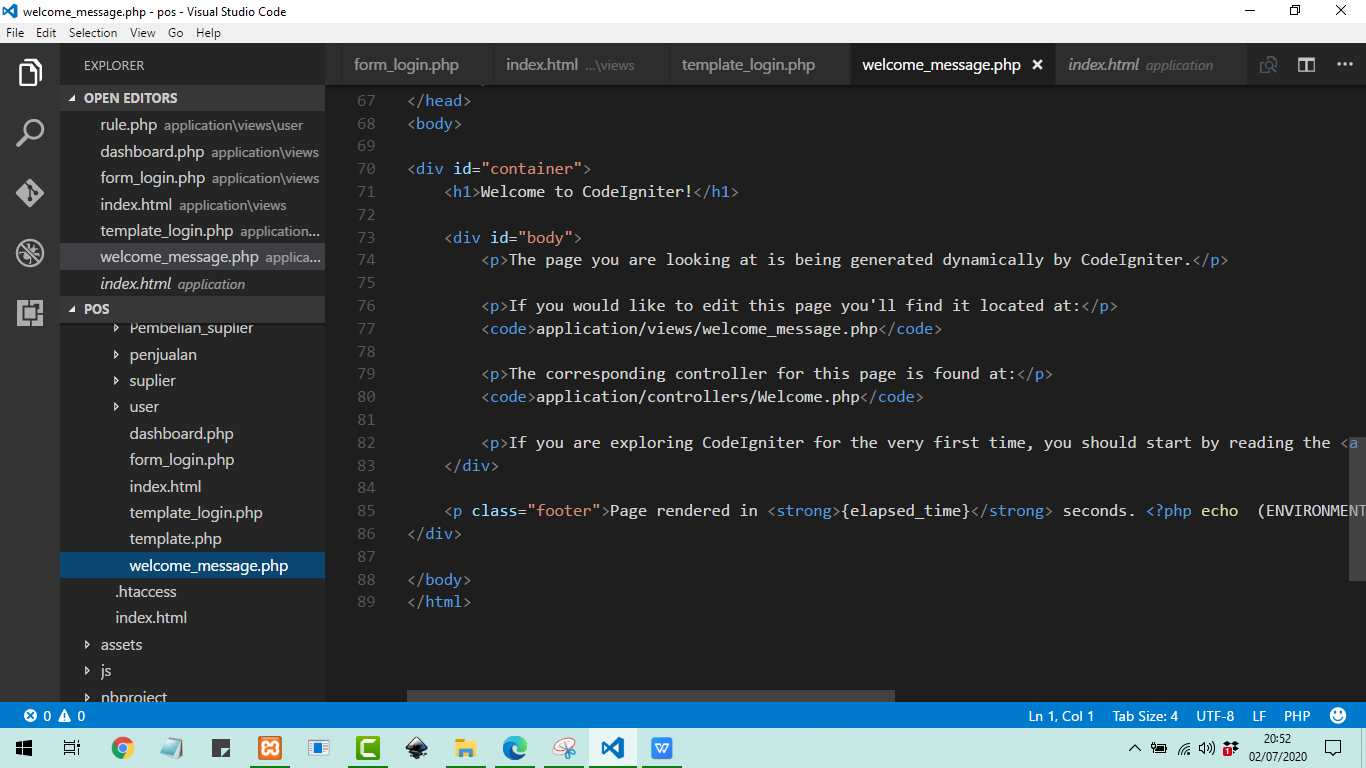 welcome_message.php - pos - Visual Studio Code
File Edit Selection View Go Help
EXPLORER
OPEN EDITORS
rule.php application\views\user
dashboard.php application\views
form_login.php application\views
index.html application\views
template_login.php application...
welcome_message.php applica...
index.html application
POS
Pembelian_suplier
penjualan
suplier
user
dashboard.php
form_login.php
index.html
template_login.php
template.php
welcome_message.php
.htaccess
index.html
assets
js
nbproject
form_login.php index.html ...\views template_login.php welcome_message.php index.html application
67 </head>
68 <body>
69
70 <div id="container">
71 <h1>Welcome to CodeIgniter!</h1>
72
73 <div id="body">
74 <p>The page you are looking at is being generated dynamically by CodeIgniter.</p>
75
76 <p>If you would like to edit this page you'll find it located at:</p>
77 <code>application/views/welcome_message.php</code>
78
79 <p>The corresponding controller for this page is found at:</p>
80 <code>application/controllers/Welcome.php</code>
81
82 <p>If you are exploring CodeIgniter for the very first time, you should start by reading the <a
83 </div>
84
85 <p class="footer">Page rendered in <strong>{elapsed_time}</strong> seconds. <?php echo (ENVIRONMENT
86 </div>
87
88 </body>
89 </html>
0 0 Ln 1, Col 1 Tab Size: 4 UTF-8 LF PHP
20:52
02/07/2020